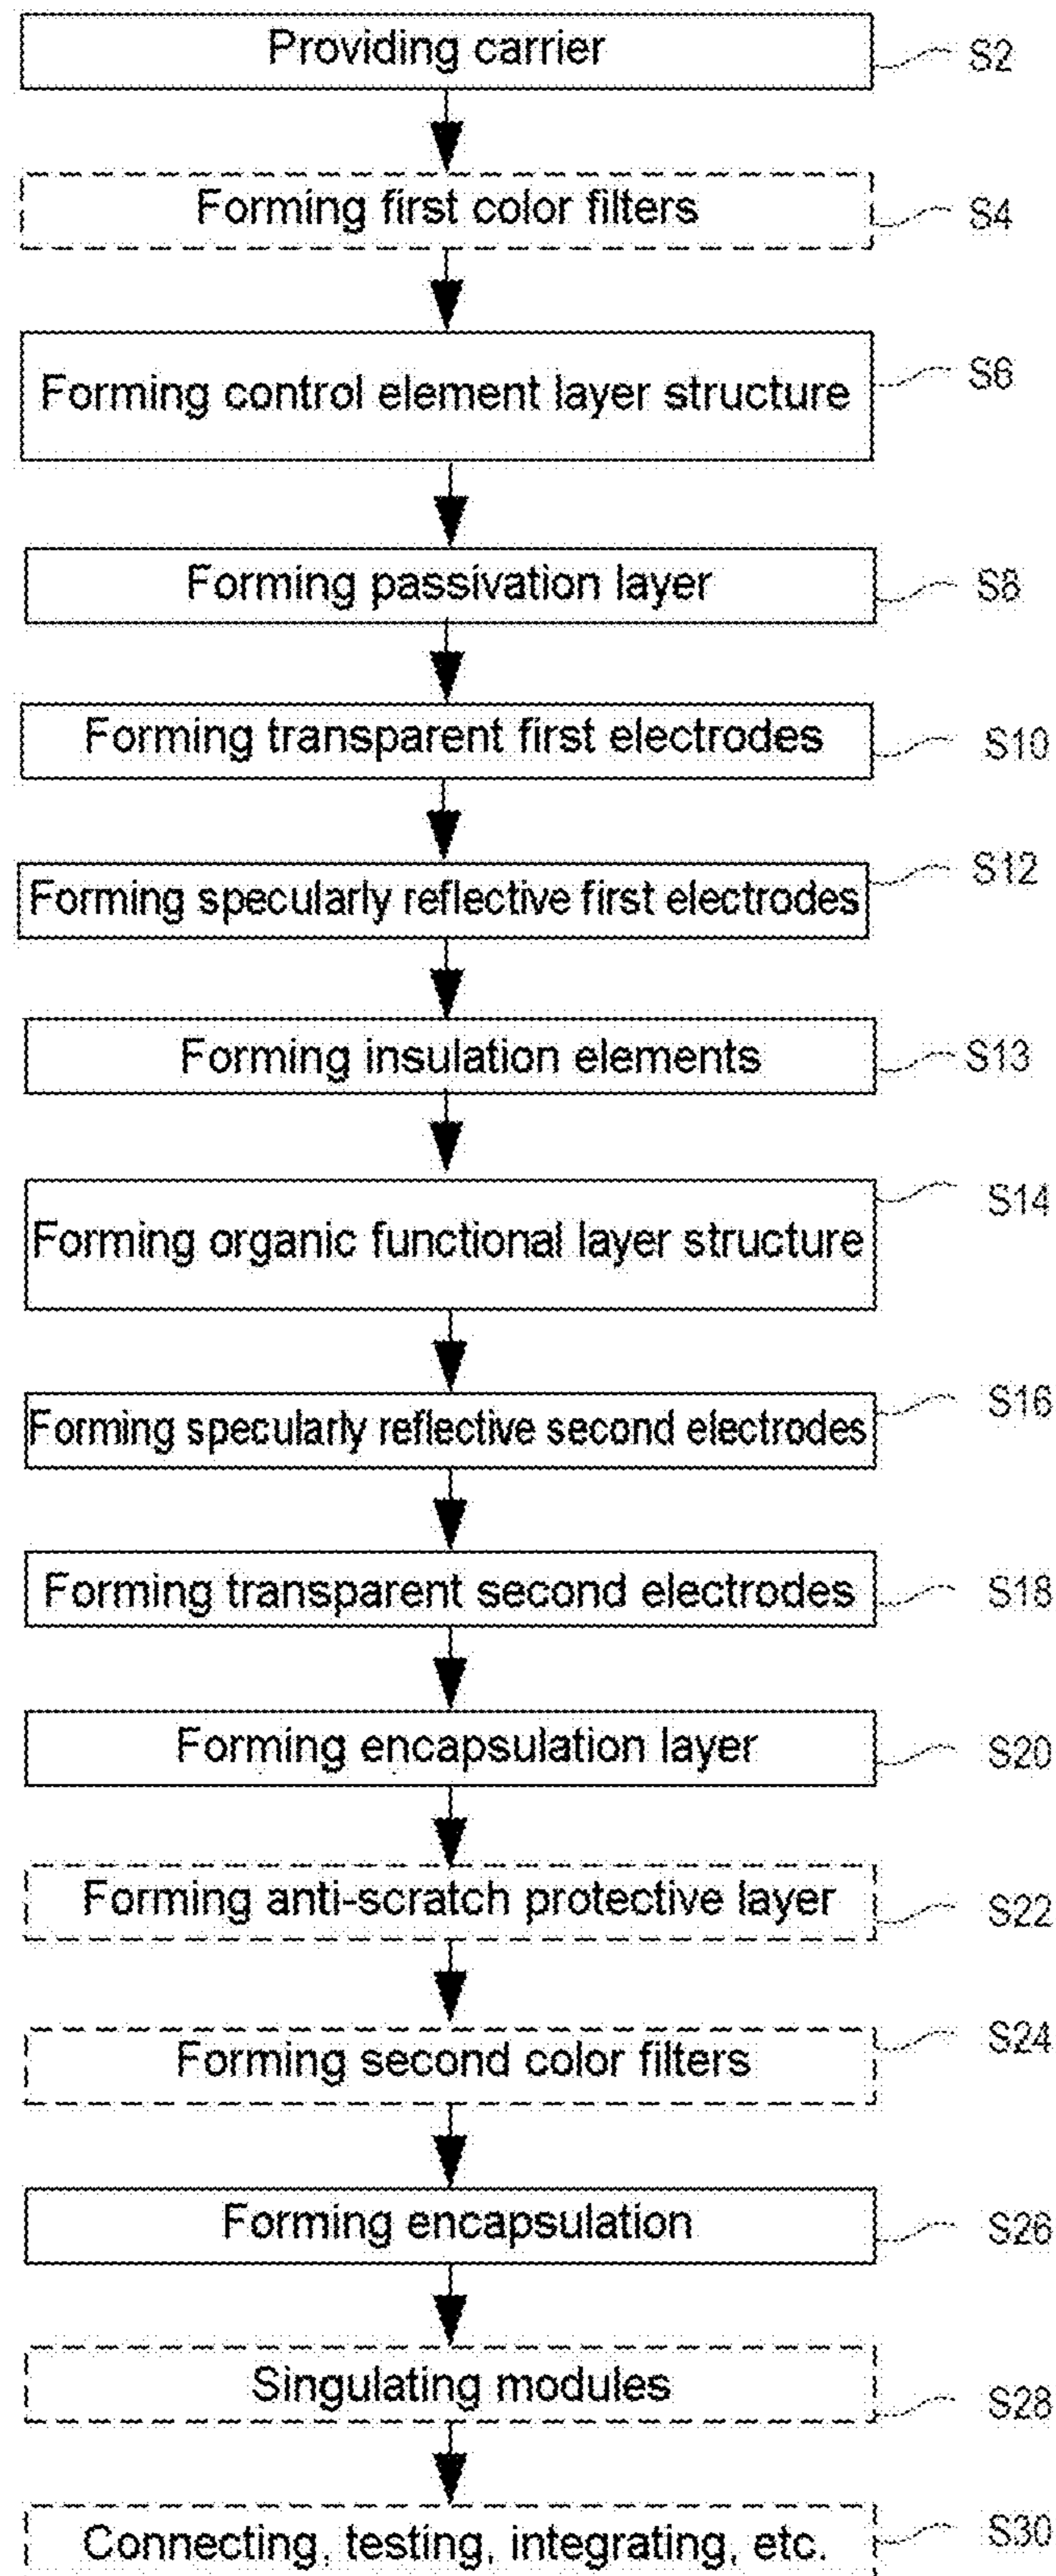 Providing carrier S2
Forming first color filters S4
Forming control element layer structure S6
Forming passivation layer S8
Forming transparent first electrodes S10
Forming specularly reflective first electrodes S12
Forming insulation elements S13
Forming organic functional layer structure S14
Forming specularly reflective second electrodes S16
Forming transparent second electrodes S18
Forming encapsulation layer S20
Forming anti-scratch protective layer S22
Forming second color filters S24
Forming encapsulation S26
Singulating modules S28
Connecting, testing, integrating, etc. S30